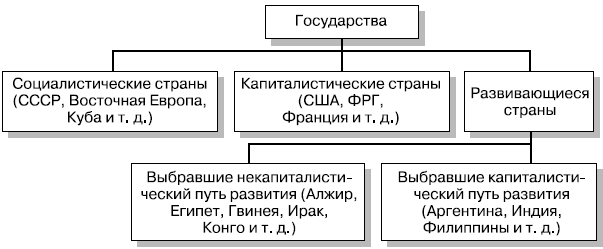 Государства
Социалистические страны
(СССР, Восточная Европа,
Куба и т. д.)
Капиталистические страны
(США, ФРГ,
Франция и т. д.)
Развивающиеся
страны
Выбравшие некапиталисти-
ческий путь развития (Алжир,
Египет, Гвинея, Ирак,
Конго и т. д.)
Выбравшие капиталисти-
ческий путь развития
(Аргентина, Индия,
Филиппины и т. д.)